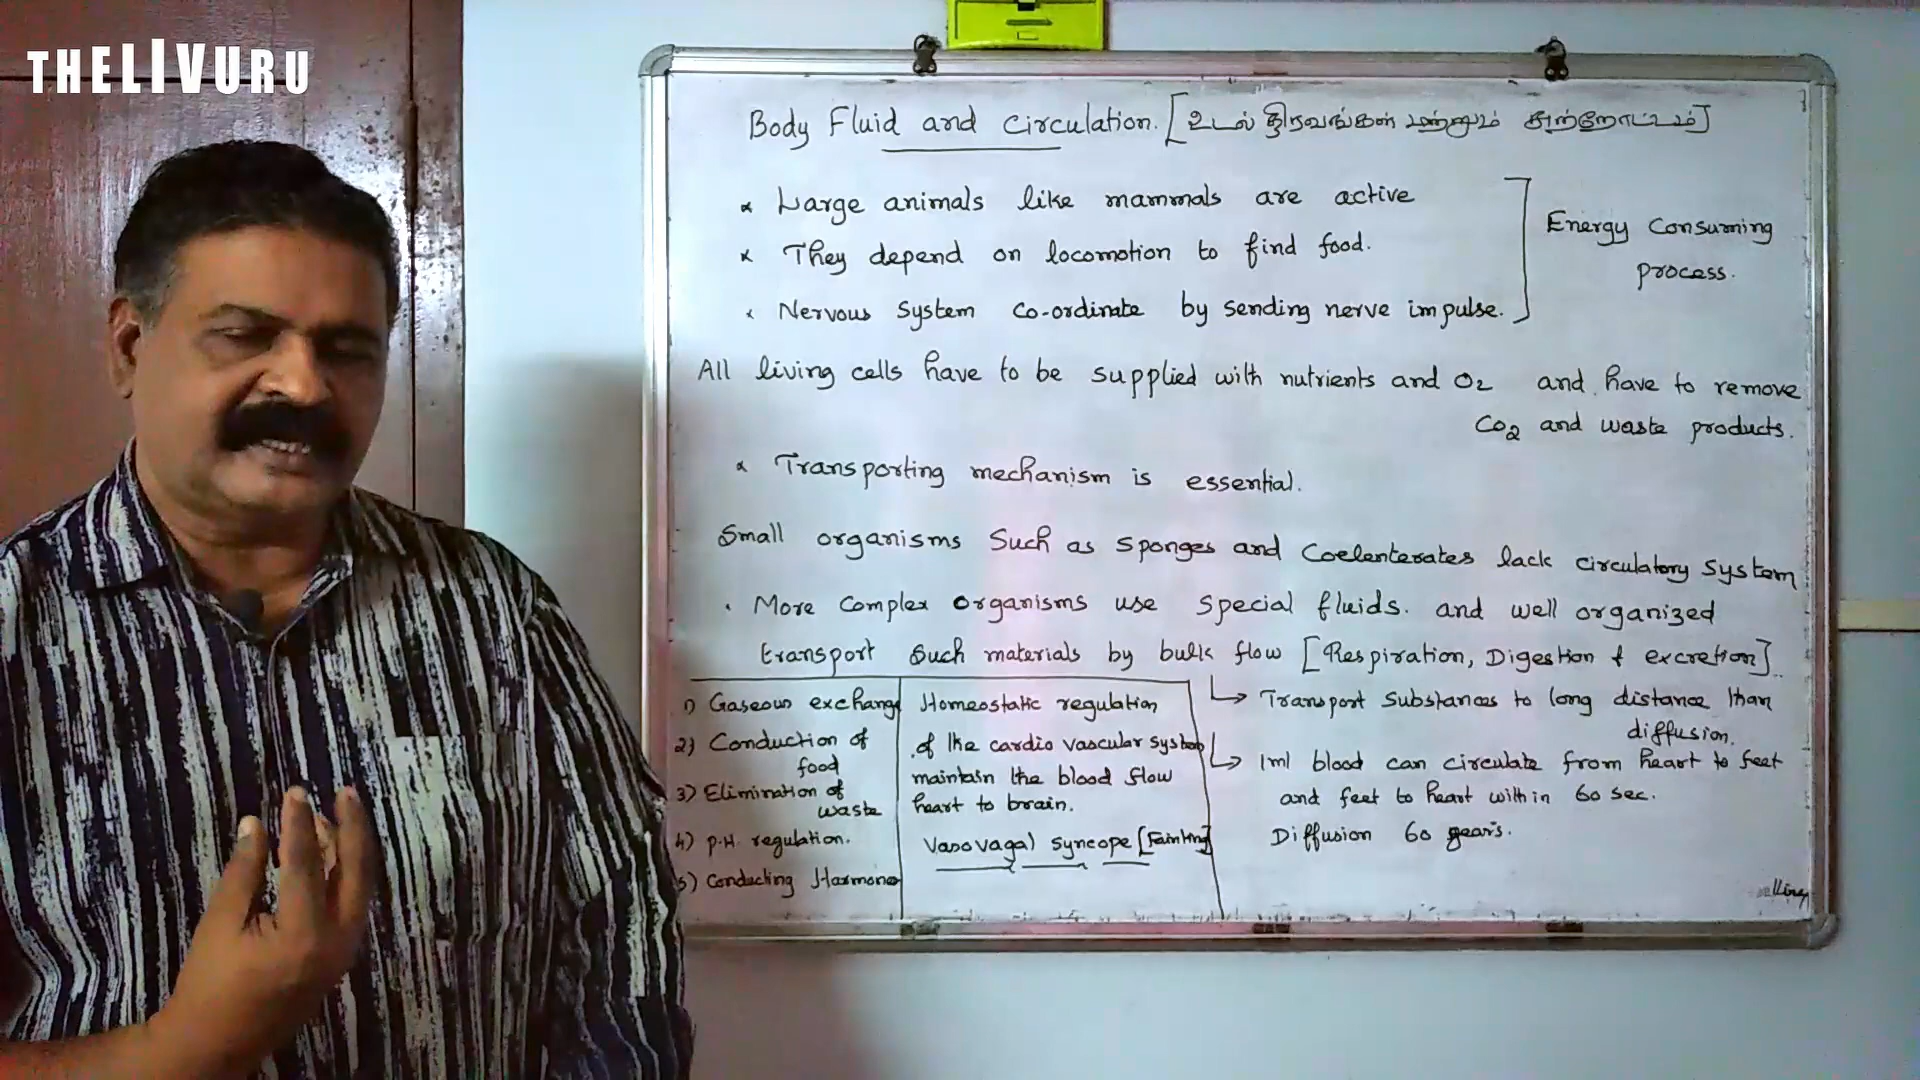 THELIVURU
Body Fluid and Circulation. [உடல் திரவங்கள் மற்றும் சுற்றோட்டம்]
Large animals like mammals are active
They depend on locomotion to find food.
Nervous System Co-ordinate by sending nerve impulse.
Energy Consuming
process.
All living cells have to be supplied with nutrients and O2 and have to remove
CO2 and waste products.
Transporting mechanism is essential.
Small organisms Such as Sponges and Coelenterates lack circulatory system
More Complex Organisms use Special fluids. and well organized
transport Such materials by bulk flow [Respiration, Digestion & excretion]
1) Gaseous exchange
2) Conduction of
food
3) Elimination of
waste
4) P.H. regulation.
5) Conducting Harmone
Homeostatic regulation
of the cardio vascular system
maintain the blood flow
heart to brain.
Vasovagal syncope [Fainting]
Transport Substances to long distance than
diffusion.
1ml blood can circulate from heart to feet
and feet to heart within 60 sec.
Diffusion 60 years.